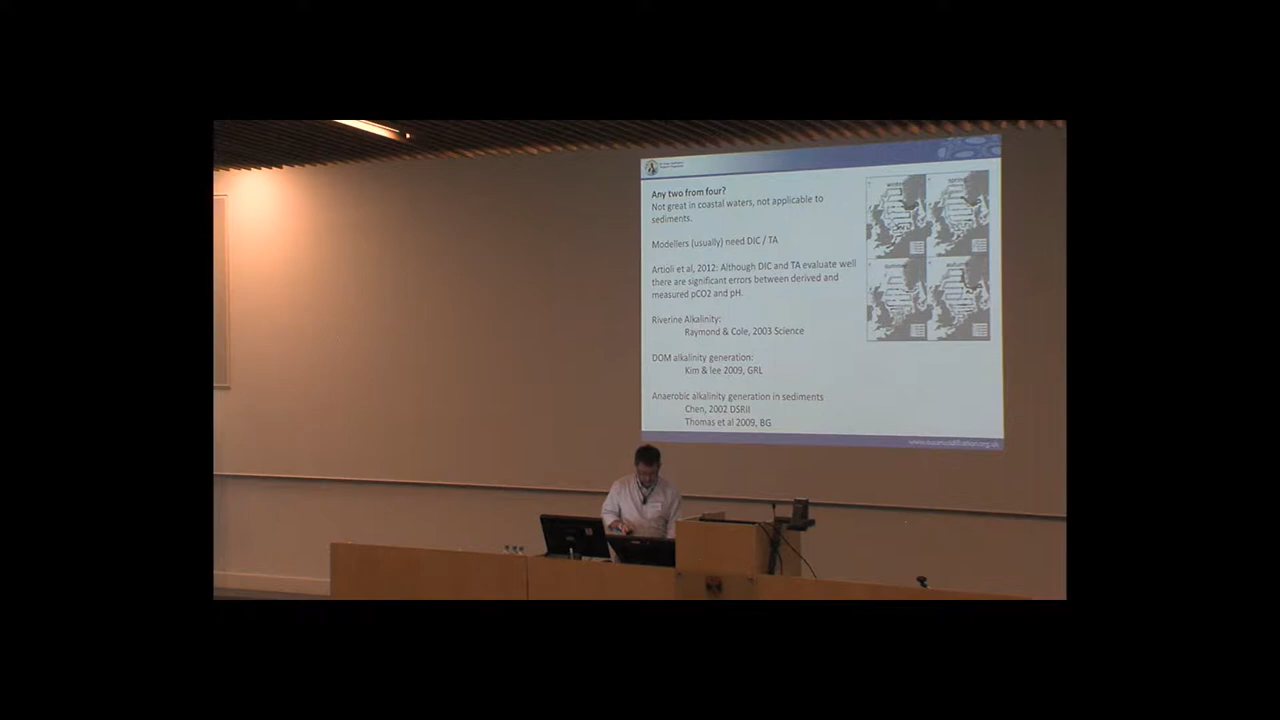 Any two from four?
Not great in coastal waters, not applicable to
sediments.
Modellers (usually) need DIC / TA
Artioli et al, 2012: Although DIC and TA evaluate well
there are significant errors between derived and
measured pCO2 and pH.
Riverine Alkalinity:
Raymond & Cole, 2003 Science
DOM alkalinity generation:
Kim & lee 2009, GRL
Anaerobic alkalinity generation in sediments
Chen, 2002 DSRII
Thomas et al 2009, BG
spring
summer
autumn
www.oceanacidification.org.uk